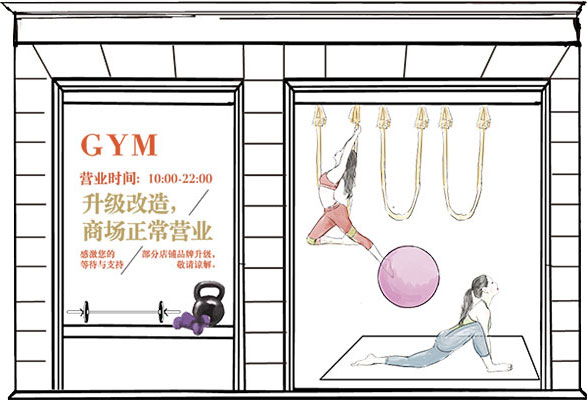 GYM
营业时间: 10:00-22:00
升级改造,
商场正常营业
感激您的
等待与支持
部分店铺品牌升级,
敬请谅解。